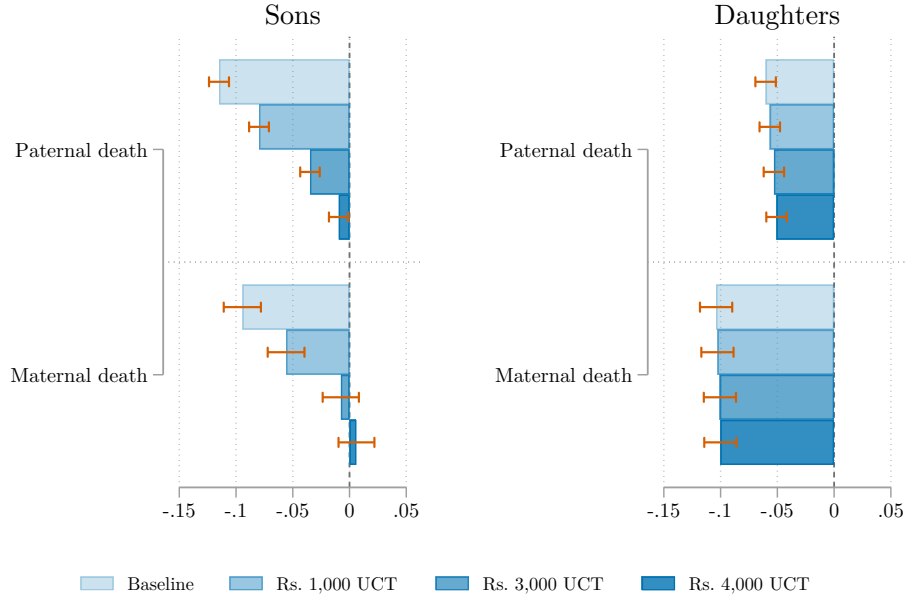 Sons
Daughters
Paternal death
Paternal death
Maternal death
Maternal death
-.15 -.1 -.05 0 .05
-.15 -.1 -.05 0 .05
Baseline Rs. 1,000 UCT Rs. 3,000 UCT Rs. 4,000 UCT